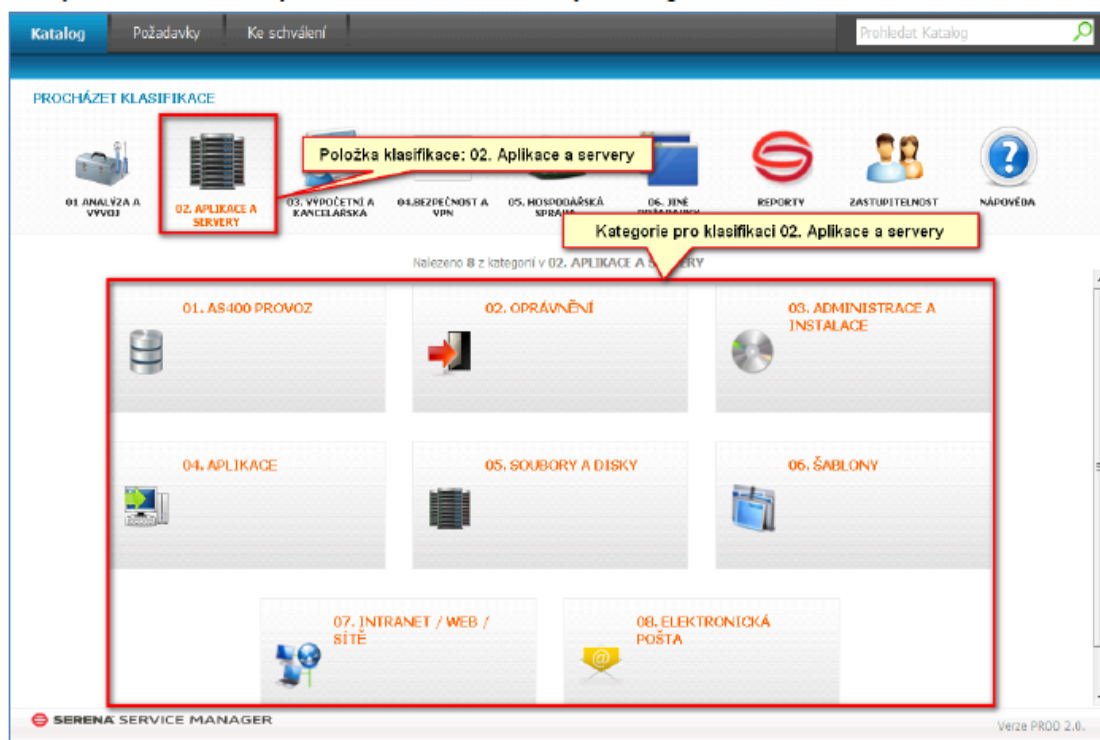 Katalog Požadavky Ke schválení Prohledat Katalog
PROCHÁZET KLASIFIKACE
Položka klasifikace: 02. Aplikace a servery
01 ANALÝZA A
VÝVOJ
02. APLIKACE A
SERVERY
03. VÝPOČETNÍ A
KANCELÁŘSKÁ
04.BEZPEČNOST A
VPN
05. HOSPODÁŘSKÁ
SPRÁVA
06. JINÉ
POŽADAVKY
REPORTY
ZASTUPITELNOST
NÁPOVĚDA
Kategorie pro klasifikaci 02. Aplikace a servery
Nalezeno 8 z kategorií v 02. APLIKACE A SERVERY
01. AS400 PROVOZ
02. OPRÁVNĚNÍ
03. ADMINISTRACE A
INSTALACE
04. APLIKACE
05. SOUBORY A DISKY
06. ŠABLONY
07. INTRANET / WEB /
SÍTĚ
08. ELEKTRONICKÁ
POŠTA
SERENA SERVICE MANAGER
Verze PROD 2.0.